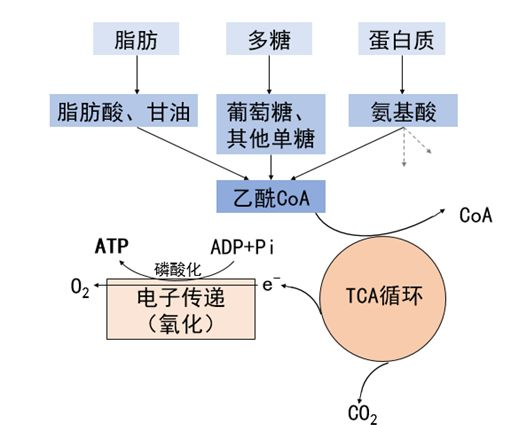 脂肪
多糖
蛋白质
脂肪酸、甘油
葡萄糖、
其他单糖
氨基酸
乙酰CoA
CoA
ATP
ADP+Pi
磷酸化
O₂
e⁻
电子传递
（氧化）
TCA循环
CO₂